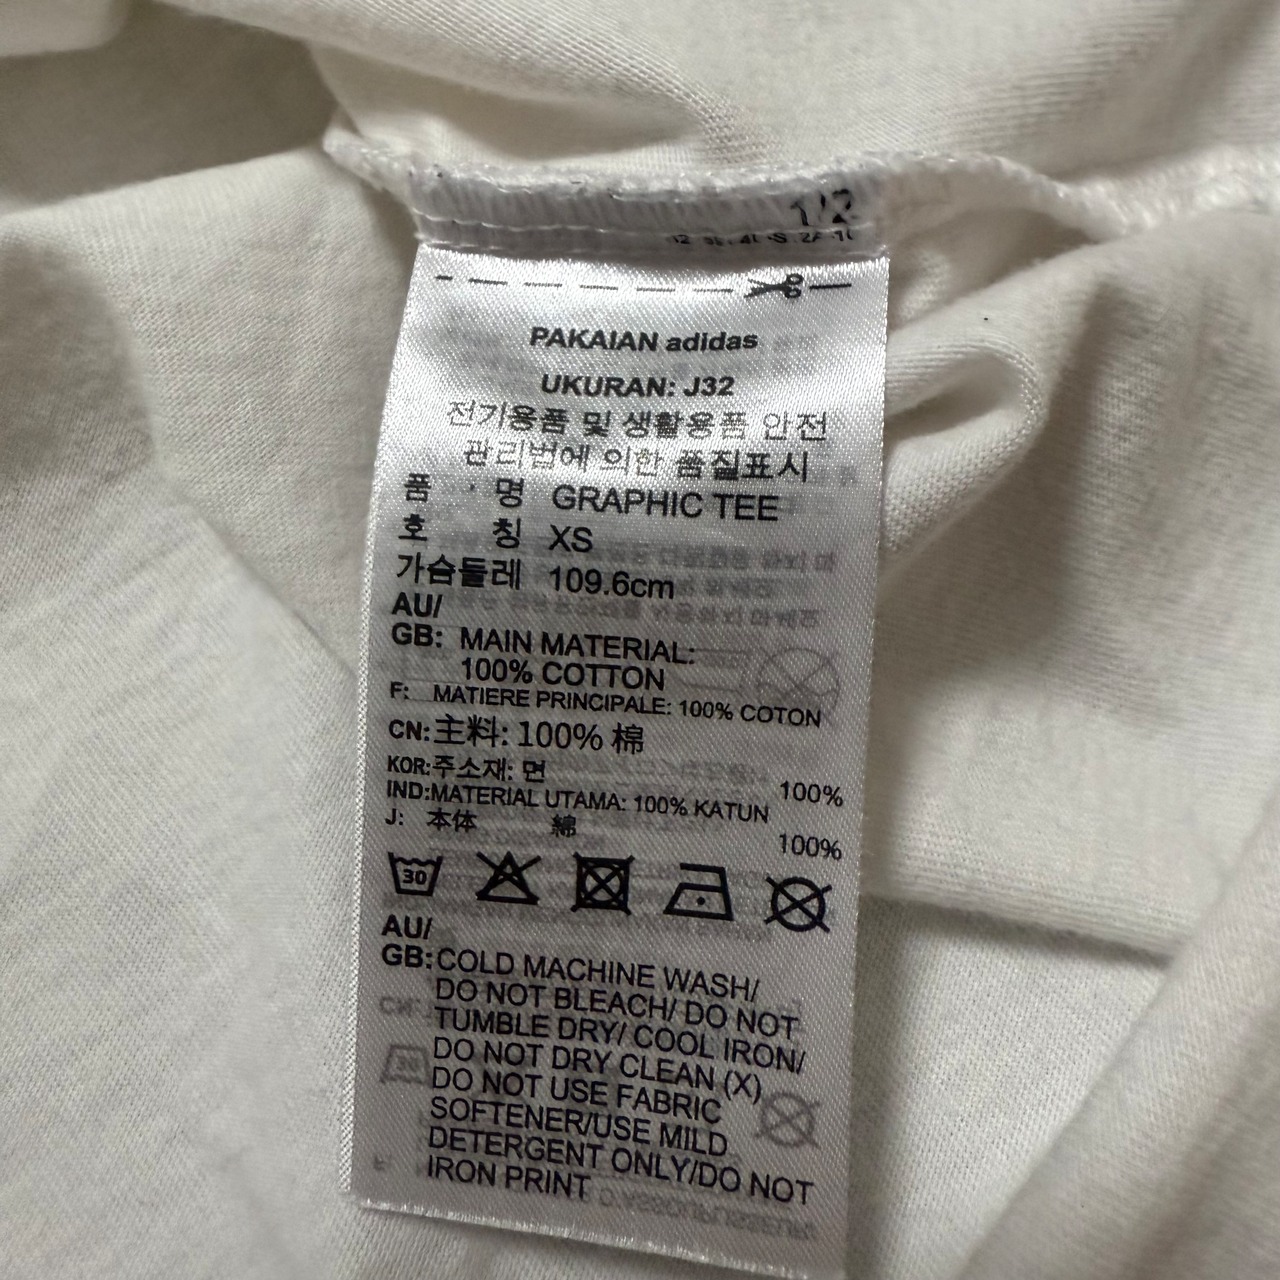 1/2
PAKAIAN adidas
UKURAN: J32
전기용품 및 생활용품 안전
관리법에 의한 품질표시
품 명 GRAPHIC TEE
호 칭 XS
가슴둘레 109.6cm
AU/
GB: MAIN MATERIAL:
100% COTTON
F: MATIERE PRINCIPALE: 100% COTON
CN: 主料: 100% 棉
KOR:주소재: 면 100%
IND:MATERIAL UTAMA: 100% KATUN
J: 本体 綿 100%
30
AU/
GB: COLD MACHINE WASH/
DO NOT BLEACH/ DO NOT
TUMBLE DRY/ COOL IRON/
DO NOT DRY CLEAN (X)
DO NOT USE FABRIC
SOFTENER/USE MILD
DETERGENT ONLY/DO NOT
IRON PRINT